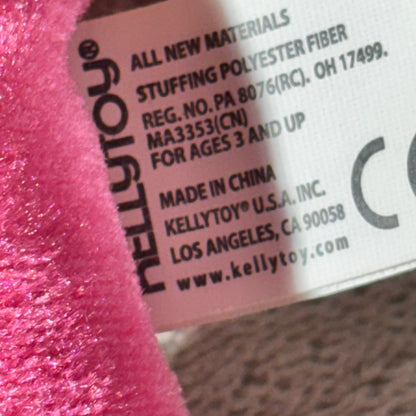 KELLYTOY®
ALL NEW MATERIALS
STUFFING POLYESTER FIBER
REG. NO. PA 8076(RC). OH 17499.
MA3353(CN)
FOR AGES 3 AND UP
MADE IN CHINA
KELLYTOY® U.S.A. INC.
LOS ANGELES, CA 90058
www.kellytoy.com
CE